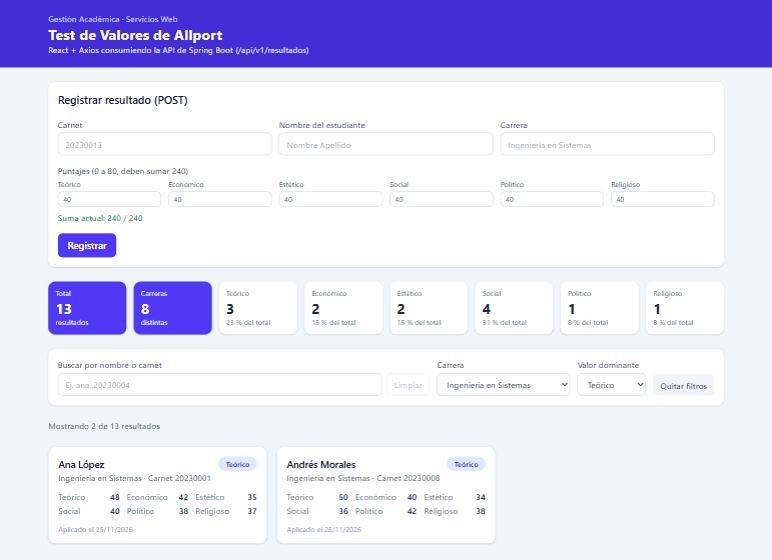 Gestión Académica · Servicios Web
Test de Valores de Allport
React + Axios consumiendo la API de Spring Boot (/api/v1/resultados)
Registrar resultado (POST)
Carnet Nombre del estudiante Carrera
20230013 Nombre Apellido Ingeniería en Sistemas
Puntajes (0 a 80, deben sumar 240)
Teórico Económico Estético Social Político Religioso
40 40 40 40 40 40
Suma actual: 240 / 240
Registrar
Total Carreras Teórico Económico Estético Social Político Religioso
13 8 3 2 2 4 1 1
resultados distintas 23 % del total 15 % del total 15 % del total 31 % del total 8 % del total 8 % del total
Buscar por nombre o carnet Carrera Valor dominante
Ej. ana, 20230004 Limpiar Ingeniería en Sistemas Teórico Quitar filtros
Mostrando 2 de 13 resultados
Ana López Teórico Andrés Morales Teórico
Ingeniería en Sistemas · Carnet 20230001 Ingeniería en Sistemas · Carnet 20230008
Teórico 48 Económico 42 Estético 35 Teórico 50 Económico 40 Estético 34
Social 40 Político 38 Religioso 37 Social 36 Político 42 Religioso 38
Aplicado el 25/11/2026 Aplicado el 25/11/2026